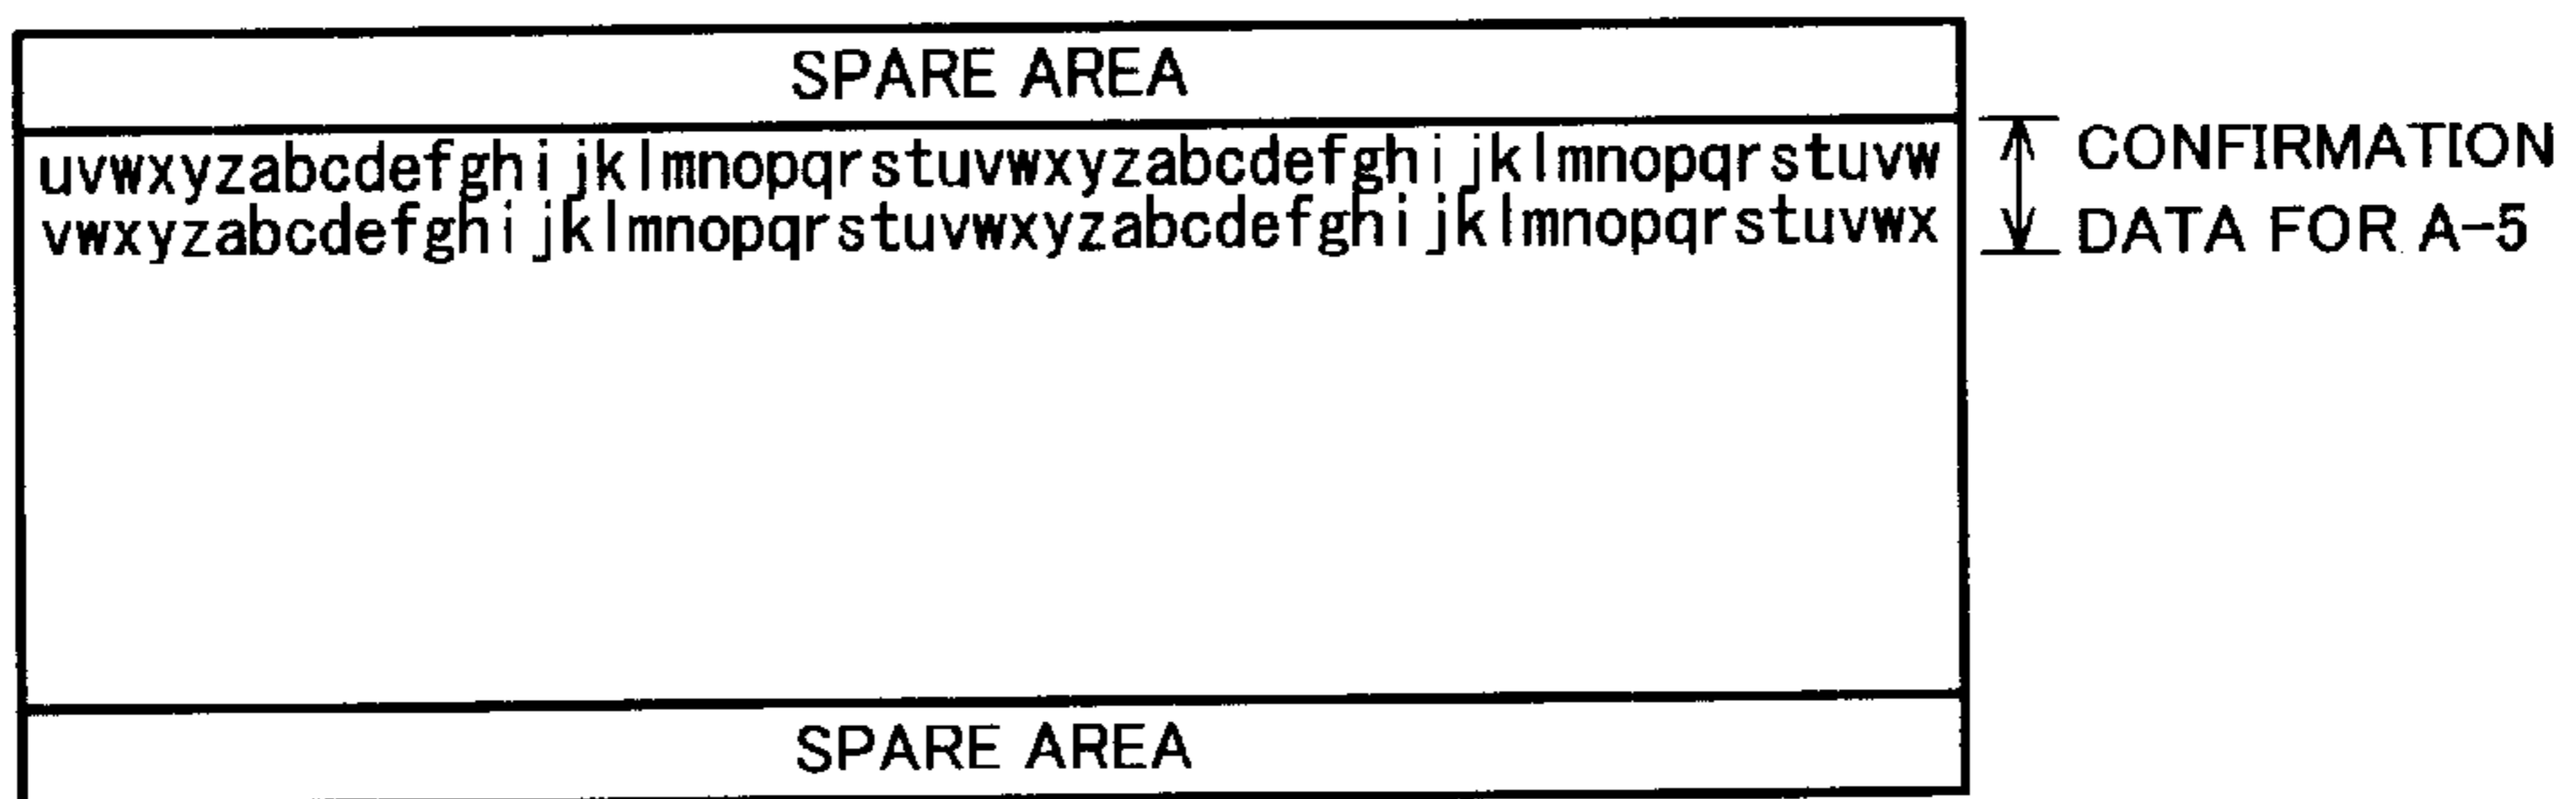 SPARE AREA
uvwxyzabcdefghijklmnopqrstuvwxyzabcdefghijklmnopqrstuvw
vwxyzabcdefghijklmnopqrstuvwxyzabcdefghijklmnopqrstuvwx
CONFIRMATION
DATA FOR A-5
SPARE AREA